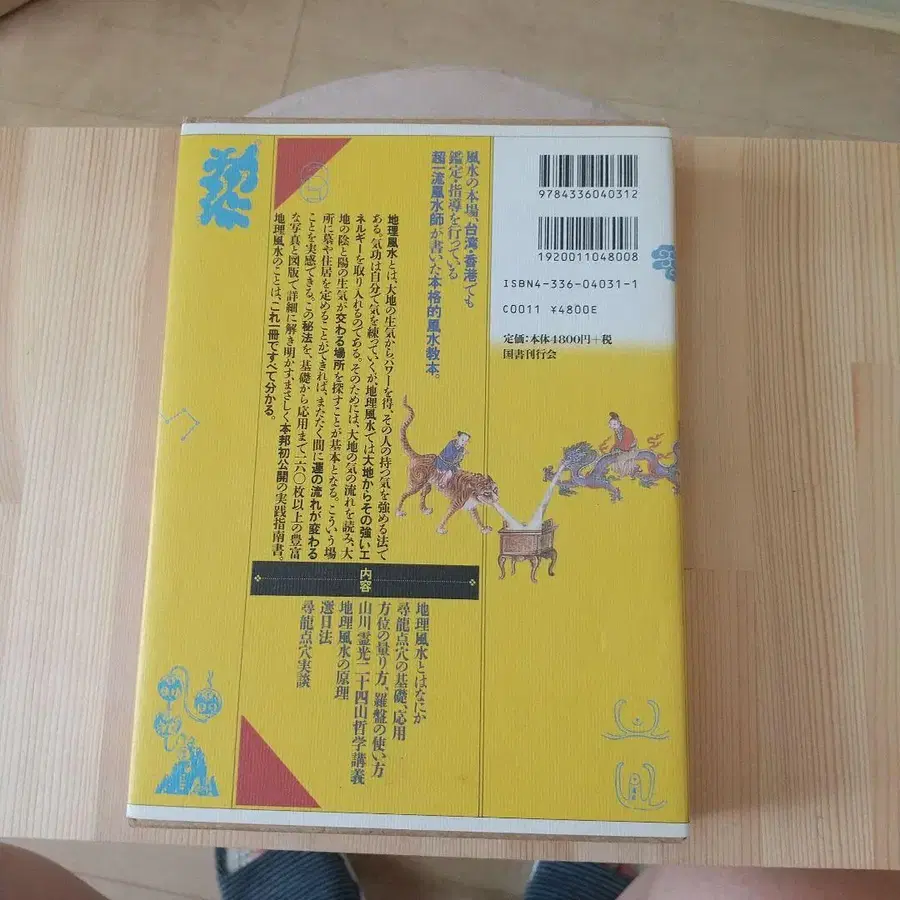 9784336040312
1920011048008
ISBN4-336-04031-1
C0011 ¥4800E
定価:本体4800円+税
国書刊行会
風水の本場、台湾・香港でも
鑑定・指導を行っている
超一流風水師が書いた本格的風水教本。
地理風水とは、大地の生気からパワーを得、その人の持つ気を強める法で
ある。気功は自分で気を練っていくが、地理風水では大地からその強いエ
ネルギーを取り入れるのである。そのためには、大地の気の流れを読み、大
地の陰と陽の生気が交わる場所を探すことが基本となる。こういう場
所に墓や住居を定めることができれば、またたく間に運の流れが変わる
ことを実感できる。この秘法を、基礎から応用まで二六〇枚以上の豊富
な写真と図版で詳細に解き明かす、まさしく本邦初公開の実践指南書。
地理風水のことは、これ一冊ですべて分かる。
内容
地理風水とはなにか
尋龍点穴の基礎、応用
方位の量り方、羅盤の使い方
山川霊光二十四山哲学講義
地理風水の原理
選日法
尋龍点穴実談